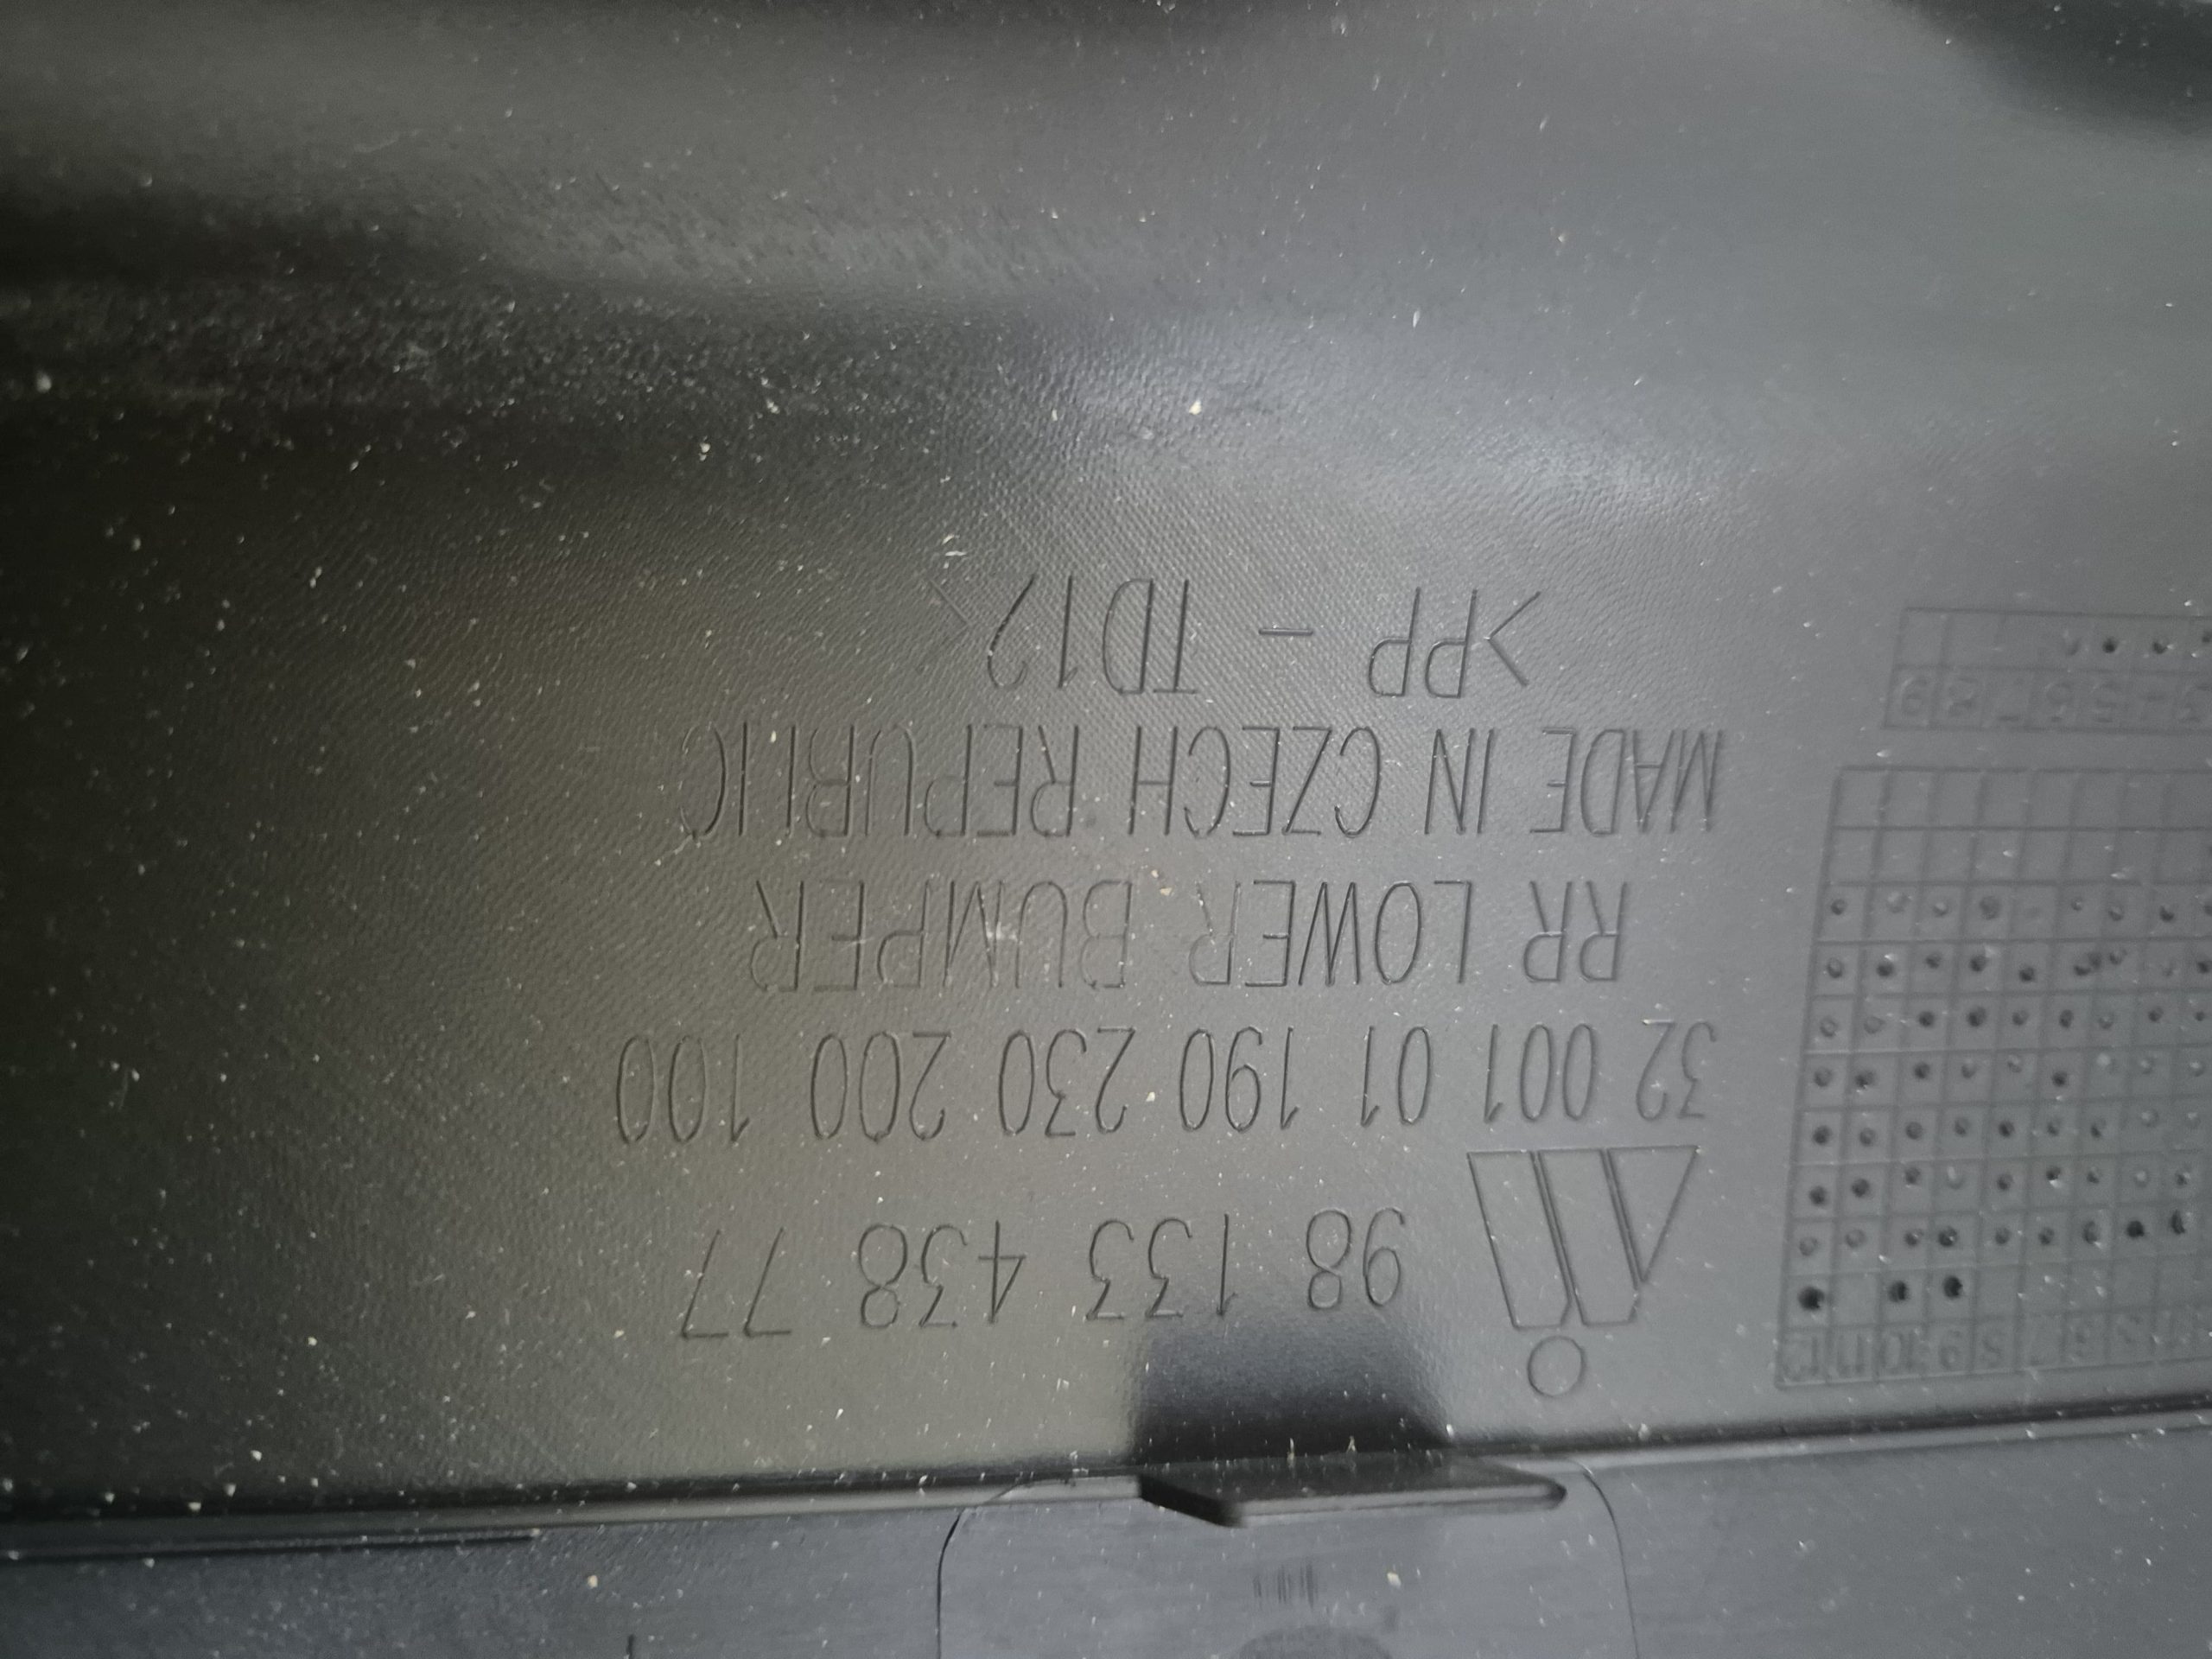 98 133 438 77
32 001 01 190 230 200 100
RR LOWER BUMPER
MADE IN CZECH REPUBLIC
>PP - TD12<